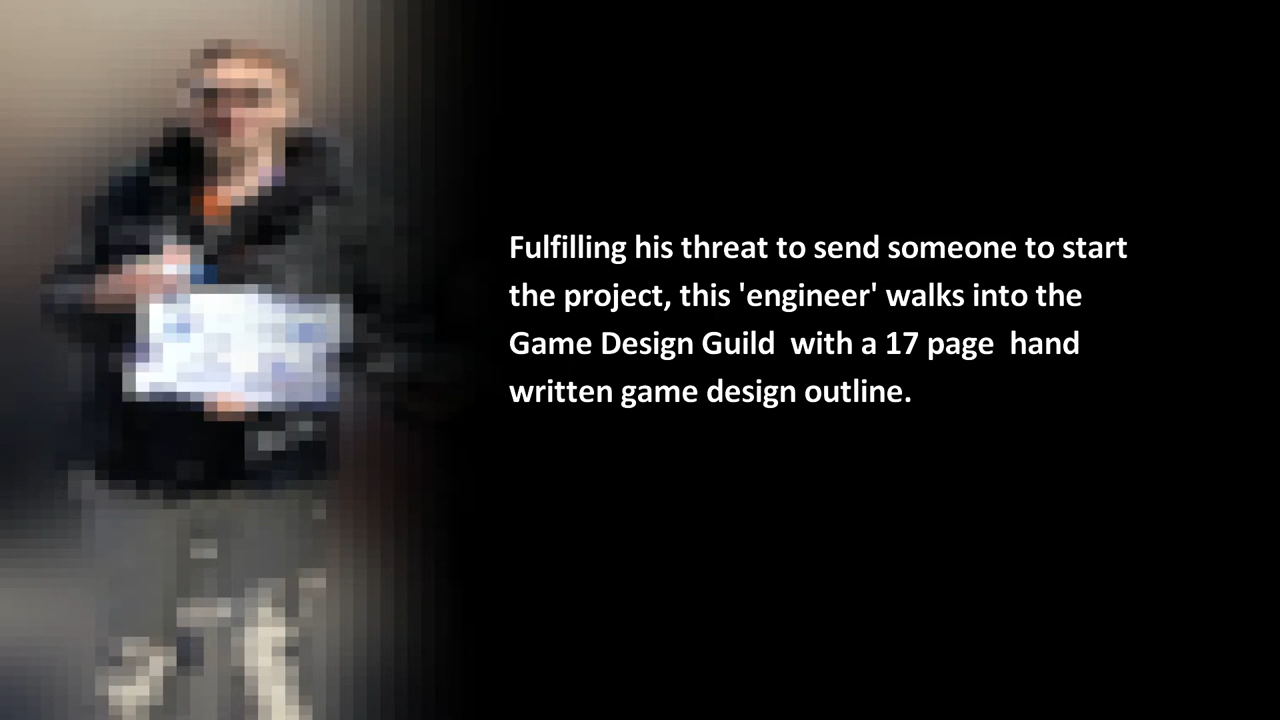 Fulfilling his threat to send someone to start
the project, this 'engineer' walks into the
Game Design Guild  with a 17 page  hand
written game design outline.